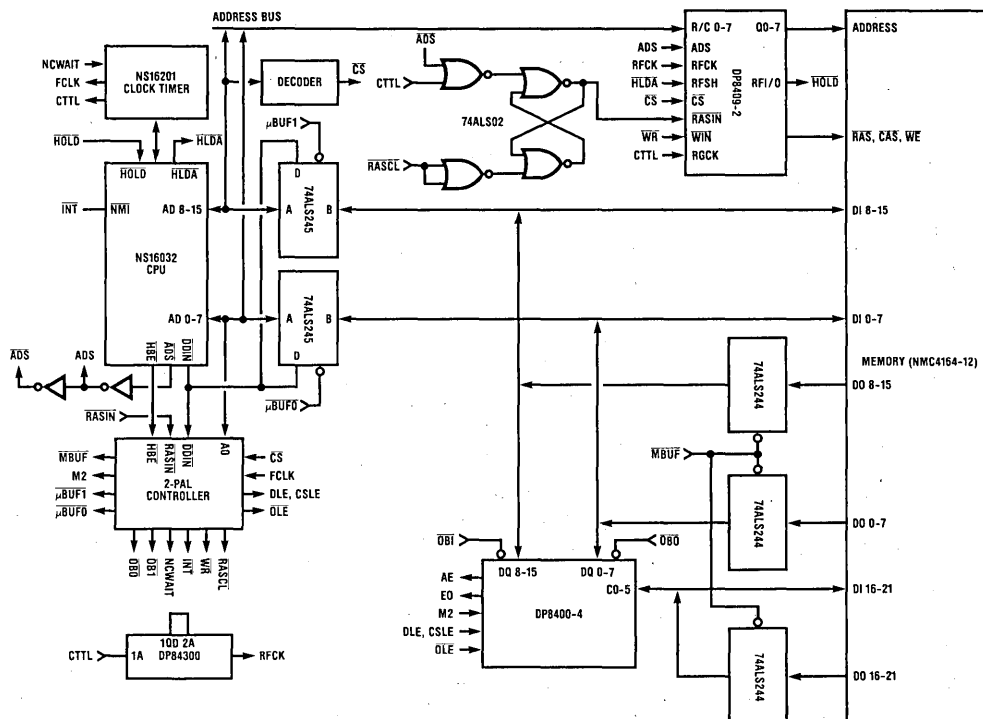 ADDRESS BUS
NCWAIT
FCLK
CTTL
NS16201
CLOCK TIMER
DECODER
CS
ADS
CTTL
74ALS02
RASCL
R/C 0-7
Q0-7
ADS
ADS
RFCK
RFCK
HLDA
RFSH
RFI/O
HOLD
CS
CS
RASIN
WR
WIN
RAS, CAS, WE
CTTL
RGCK
DP8409-2
ADDRESS
HOLD
HLDA
HOLD
HLDA
INT
NMI
AD 8-15
NS16032
CPU
AD 0-7
HBE
ADS
DDIN
μBUF1
D
A
B
74ALS245
DI 8-15
A
B
D
74ALS245
DI 0-7
μBUF0
ADS
ADS
RASIN
HBE
RASIN
DDIN
A0
2-PAL
CONTROLLER
MBUF
M2
μBUF1
μBUF0
CS
FCLK
DLE, CSLE
OLE
OB0
OB1
NCWAIT
INT
WR
RASCL
CTTL
1A
1QD 2A
DP84300
RFCK
MEMORY (NMC4164-12)
74ALS244
DO 8-15
MBUF
74ALS244
DO 0-7
OB1
OB0
DQ 8-15
DQ 0-7
C0-5
AE
EO
M2
DLE, CSLE
OLE
DP8400-4
DI 16-21
74ALS244
DO 16-21